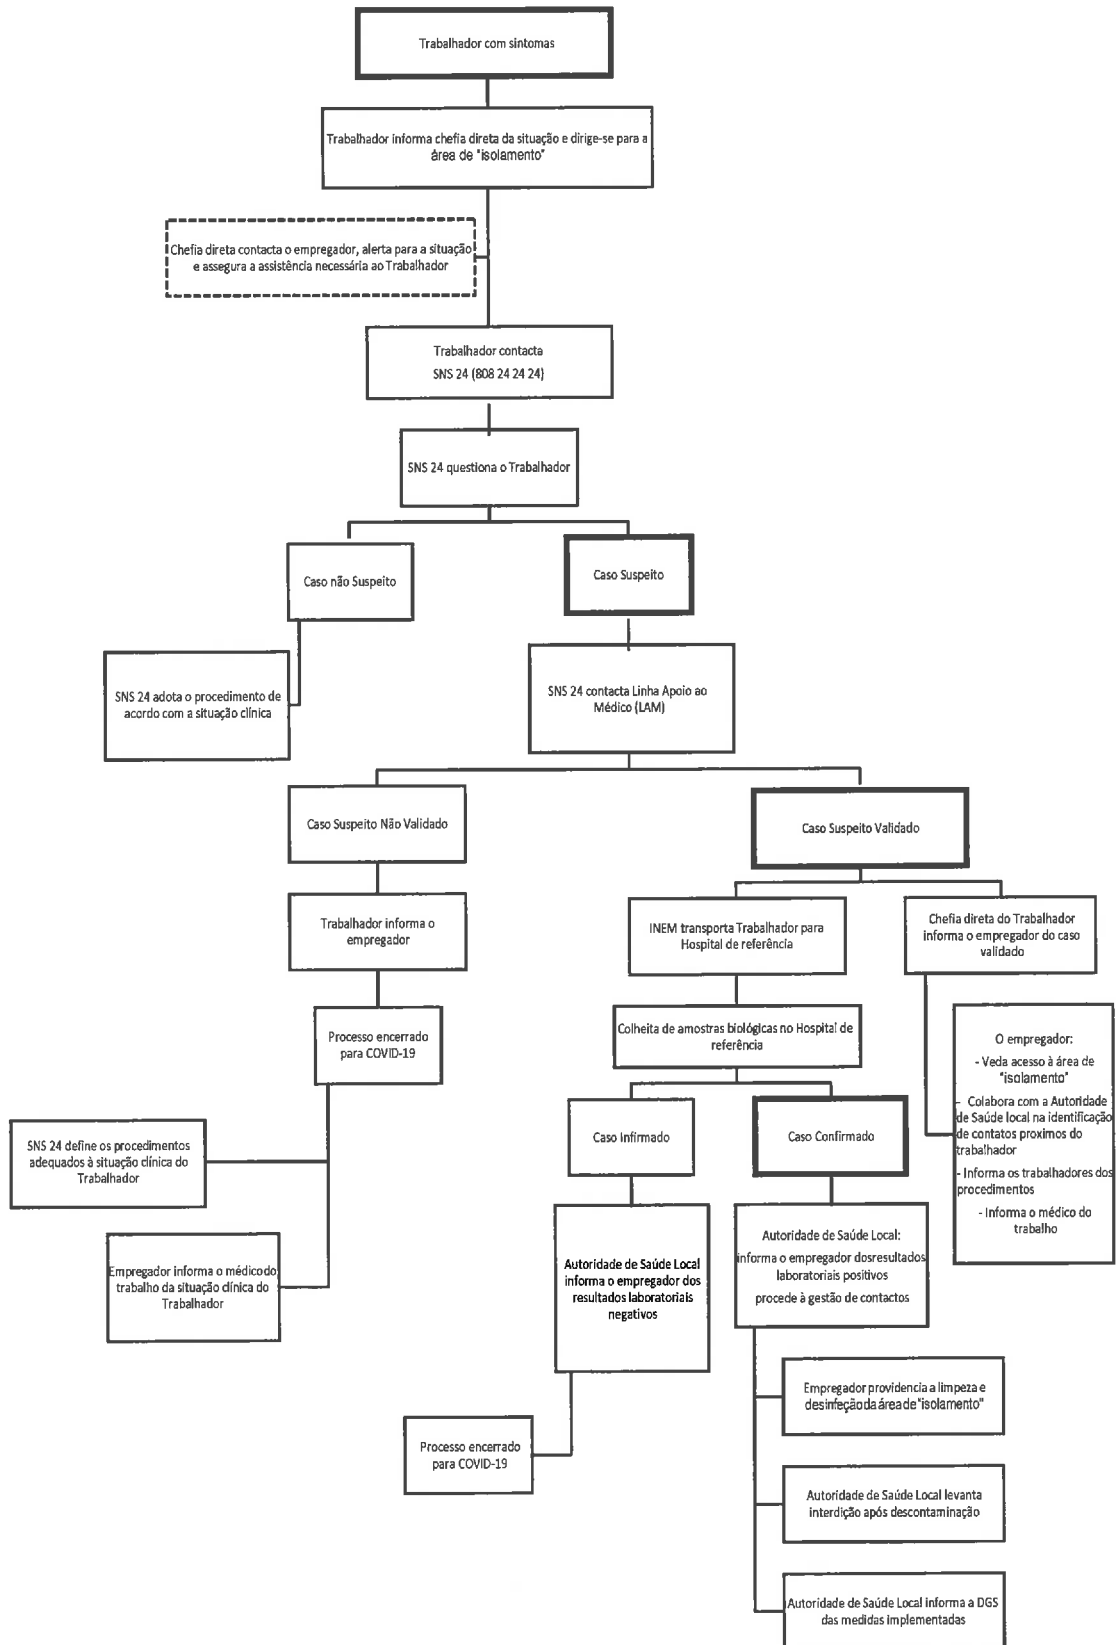 Trabalhador com sintomas
Trabalhador informa chefia direta da situação e dirige-se para a
área de "isolamento"
Chefia direta contacta o empregador, alerta para a situação
e assegura a assistência necessária ao Trabalhador
Trabalhador contacta
SNS 24 (808 24 24 24)
SNS 24 questiona o Trabalhador
Caso não Suspeito
Caso Suspeito
SNS 24 adota o procedimento de
acordo com a situação clínica
SNS 24 contacta Linha Apoio ao
Médico (LAM)
Caso Suspeito Não Validado
Caso Suspeito Validado
Trabalhador informa o
empregador
INEM transporta Trabalhador para
Hospital de referência
Chefia direta do Trabalhador
informa o empregador do caso
validado
Processo encerrado
para COVID-19
Colheita de amostras biológicas no Hospital de
referência
O empregador:
- Veda acesso à área de
"isolamento"
- Colabora com a Autoridade
de Saúde local na identificação
de contatos proximos do
trabalhador
- Informa os trabalhadores dos
procedimentos
- Informa o médico do
trabalho
SNS 24 define os procedimentos
adequados à situação clínica do
Trabalhador
Caso Infirmado
Caso Confirmado
Empregador informa o médico do
trabalho da situação clínica do
Trabalhador
Autoridade de Saúde Local
informa o empregador dos
resultados laboratoriais
negativos
Autoridade de Saúde Local:
informa o empregador dosresultados
laboratoriais positivos
procede à gestão de contactos
Processo encerrado
para COVID-19
Empregador providencia a limpeza e
desinfeção da área de "isolamento"
Autoridade de Saúde Local levanta
interdição após descontaminação
Autoridade de Saúde Local informa a DGS
das medidas implementadas